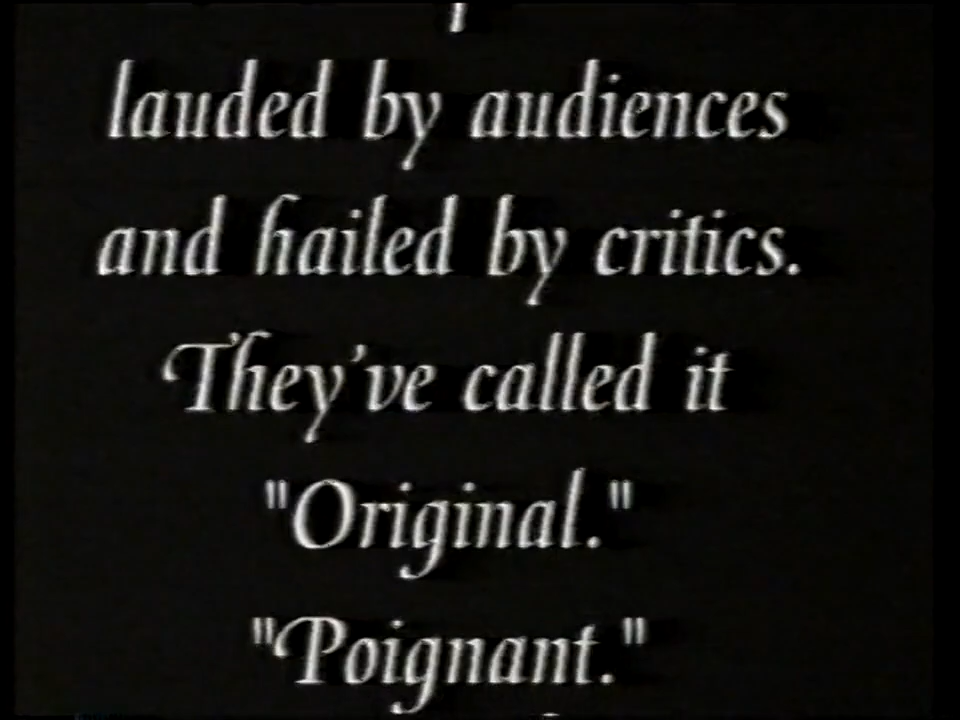 lauded by audiences
and hailed by critics.
They've called it
"Original."
"Poignant."